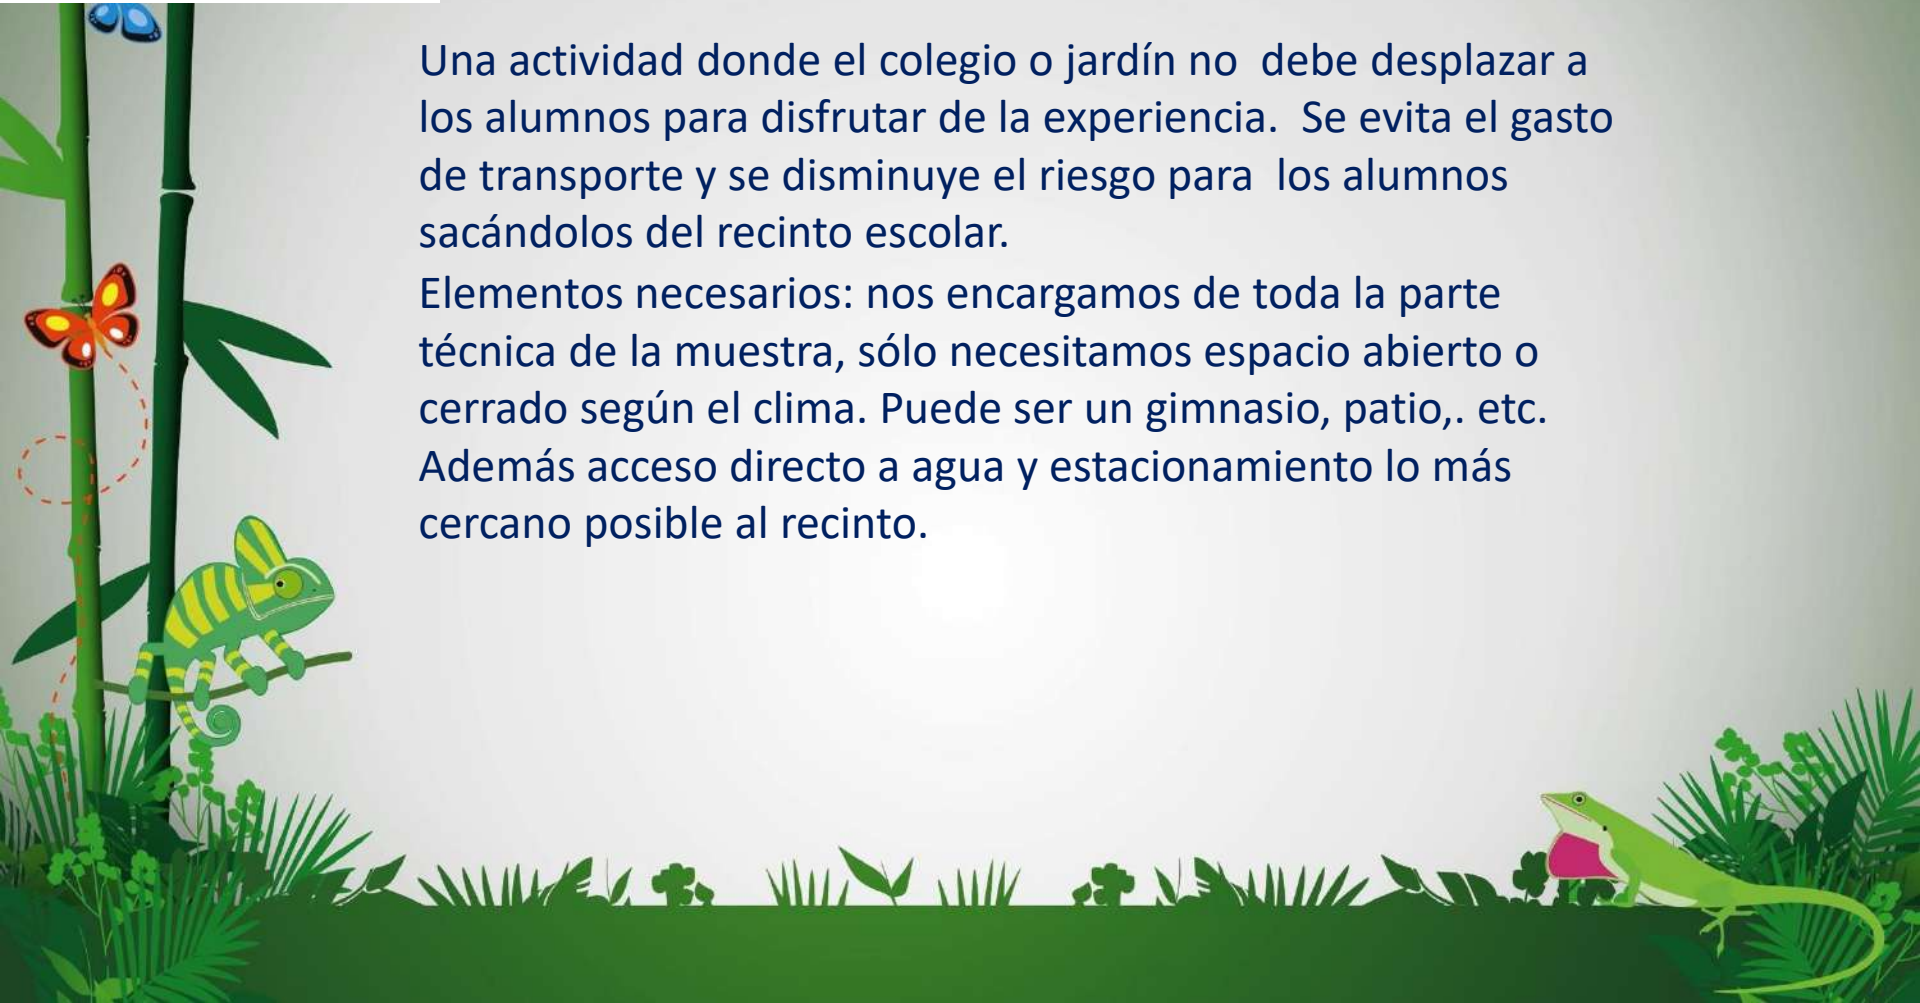 Una actividad donde el colegio o jardín no  debe desplazar a
los alumnos para disfrutar de la experiencia.  Se evita el gasto
de transporte y se disminuye el riesgo para  los alumnos
sacándolos del recinto escolar.
Elementos necesarios: nos encargamos de toda la parte
técnica de la muestra, sólo necesitamos espacio abierto o
cerrado según el clima. Puede ser un gimnasio, patio,. etc.
Además acceso directo a agua y estacionamiento lo más
cercano posible al recinto.